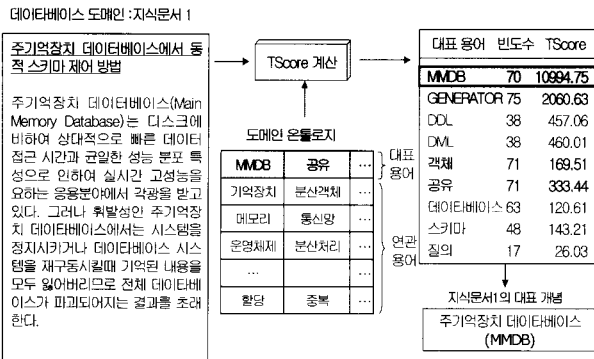 데이타베이스 도메인 : 지식문서 1
주기억장치 데이터베이스에서 동
적 스키마 제어 방법
주기억장치 데이터베이스(Main
Memory Database)는 디스크에
비하여 상대적으로 빠른 데이터
접근 시간과 균일한 성능 분포 특
성으로 인하여 실시간 고성능을
요하는 응용분야에서 각광을 받고
있다. 그러나 휘발성안 주기억장
치 데이터베이스에서는 시스템을
정지시키거나 데이타베이스 시스
템을 재구동시킬때 기억된 내용을
모두 잃어버리므로 전체 데이타베
이스가 파괴되어지는 결과를 초래
한다.
TScore 계산
도메인 온톨로지
MMDB 공유 ...
기억장치 분산객체 ...
메모리 통신망 ...
운영체제 분산처리 ...
... ...
할당 중복 ...
대표
용어
연관
용어
대표 용어 빈도수 TScore
MMDB 70 10994.75
GENERATOR 75 2060.63
DDL 38 457.06
DML 38 460.01
객체 71 169.51
공유 71 333.44
데이타베이스 63 120.61
스키마 48 143.21
질의 17 26.03
지식문서1의 대표 개념
주기억장치 데이타베이스
(MMDB)